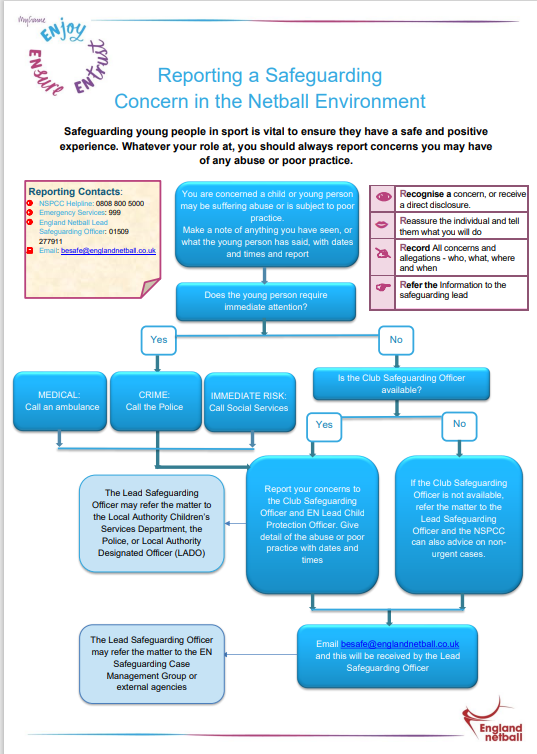 ENjoy
ENsure
ENtrust
Reporting a Safeguarding
Concern in the Netball Environment
Safeguarding young people in sport is vital to ensure they have a safe and positive
experience. Whatever your role at, you should always report concerns you may have
of any abuse or poor practice.
Reporting Contacts:
NSPCC Helpline: 0808 800 5000
Emergency Services: 999
England Netball Lead
Safeguarding Officer: 01509
277911
Email: besafe@englandnetball.co.uk
You are concerned a child or young person
may be suffering abuse or is subject to poor
practice.
Make a note of anything you have seen, or
what the young person has said, with dates
and times and report
Recognise a concern, or receive
a direct disclosure.
Reassure the individual and tell
them what you will do
Record All concerns and
allegations - who, what, where
and when
Refer the Information to the
safeguarding lead
Does the young person require
immediate attention?
Yes
No
MEDICAL:
Call an ambulance
CRIME:
Call the Police
IMMEDIATE RISK:
Call Social Services
Is the Club Safeguarding Officer
available?
Yes
No
The Lead Safeguarding
Officer may refer the matter to
the Local Authority Children's
Services Department, the
Police, or Local Authority
Designated Officer (LADO)
Report your concerns to
the Club Safeguarding
Officer and EN Lead Child
Protection Officer. Give
detail of the abuse or poor
practice with dates and
times
If the Club Safeguarding
Officer is not available,
refer the matter to the
Lead Safeguarding
Officer and the NSPCC
can also advice on non-
urgent cases.
The Lead Safeguarding Officer
may refer the matter to the EN
Safeguarding Case
Management Group or
external agencies
Email besafe@englandnetball.co.uk
and this will be received by the Lead
Safeguarding Officer
England
netball